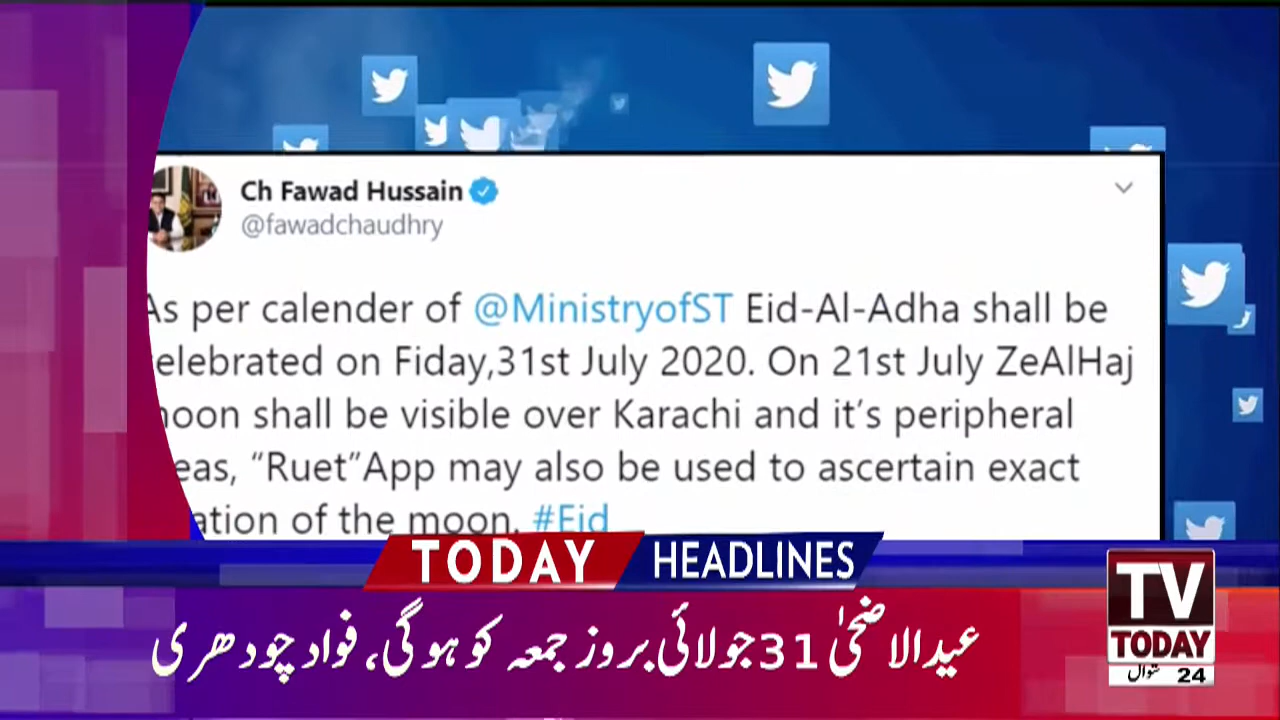 Ch Fawad Hussain
@fawadchaudhry
As per calender of @MinistryofST Eid-Al-Adha shall be
elebrated on Fiday,31st July 2020. On 21st July ZeAlHaj
moon shall be visible over Karachi and it's peripheral
eas, "Ruet"App may also be used to ascertain exact
ation of the moon. #Eid
TODAY HEADLINES
عیدالاضحیٰ 31 جولائی بروز جمعہ کو ہوگی، فواد چودھری
TV
TODAY
24 شوال